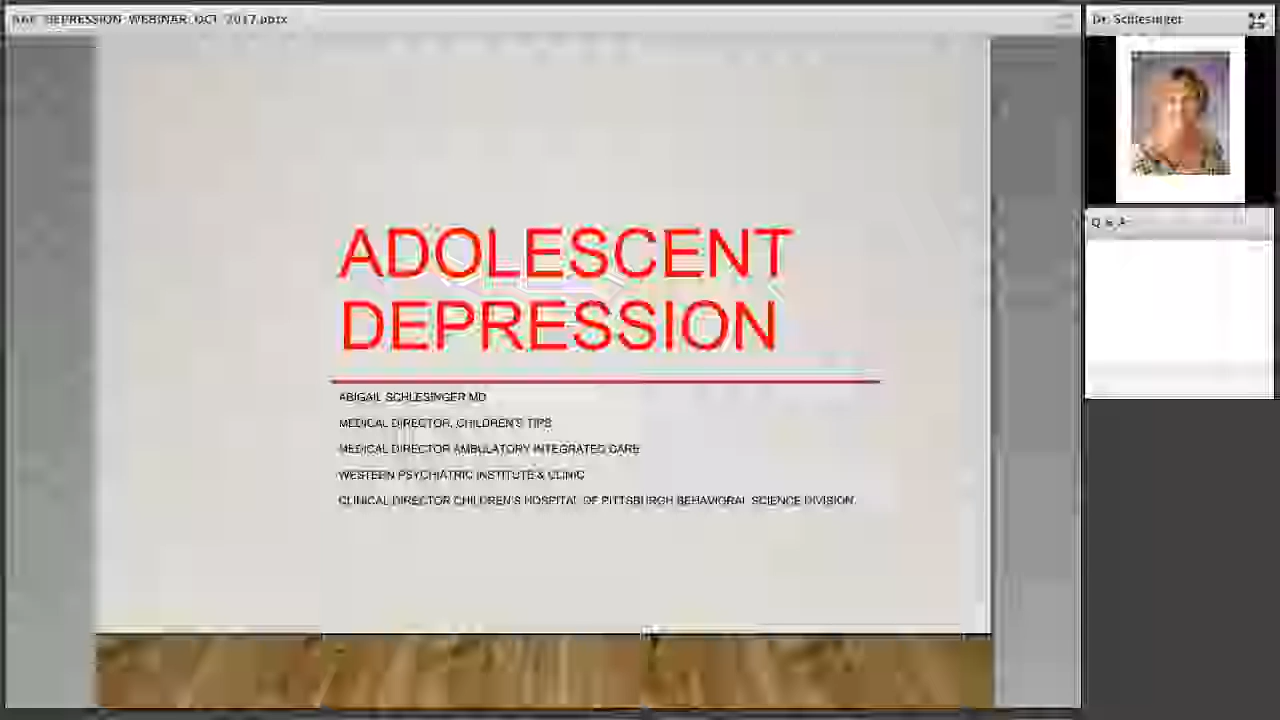 DEPRESSION WEBINAR OCT 2017.pptx
Dr. Schlesinger
Q & A
ADOLESCENT
DEPRESSION
ABIGAIL SCHLESINGER MD
MEDICAL DIRECTOR, CHILDREN'S TIPS
MEDICAL DIRECTOR AMBULATORY INTEGRATED CARE
WESTERN PSYCHIATRIC INSTITUTE & CLINIC
CLINICAL DIRECTOR CHILDREN'S HOSPITAL OF PITTSBURGH BEHAVIORAL SCIENCE DIVISION